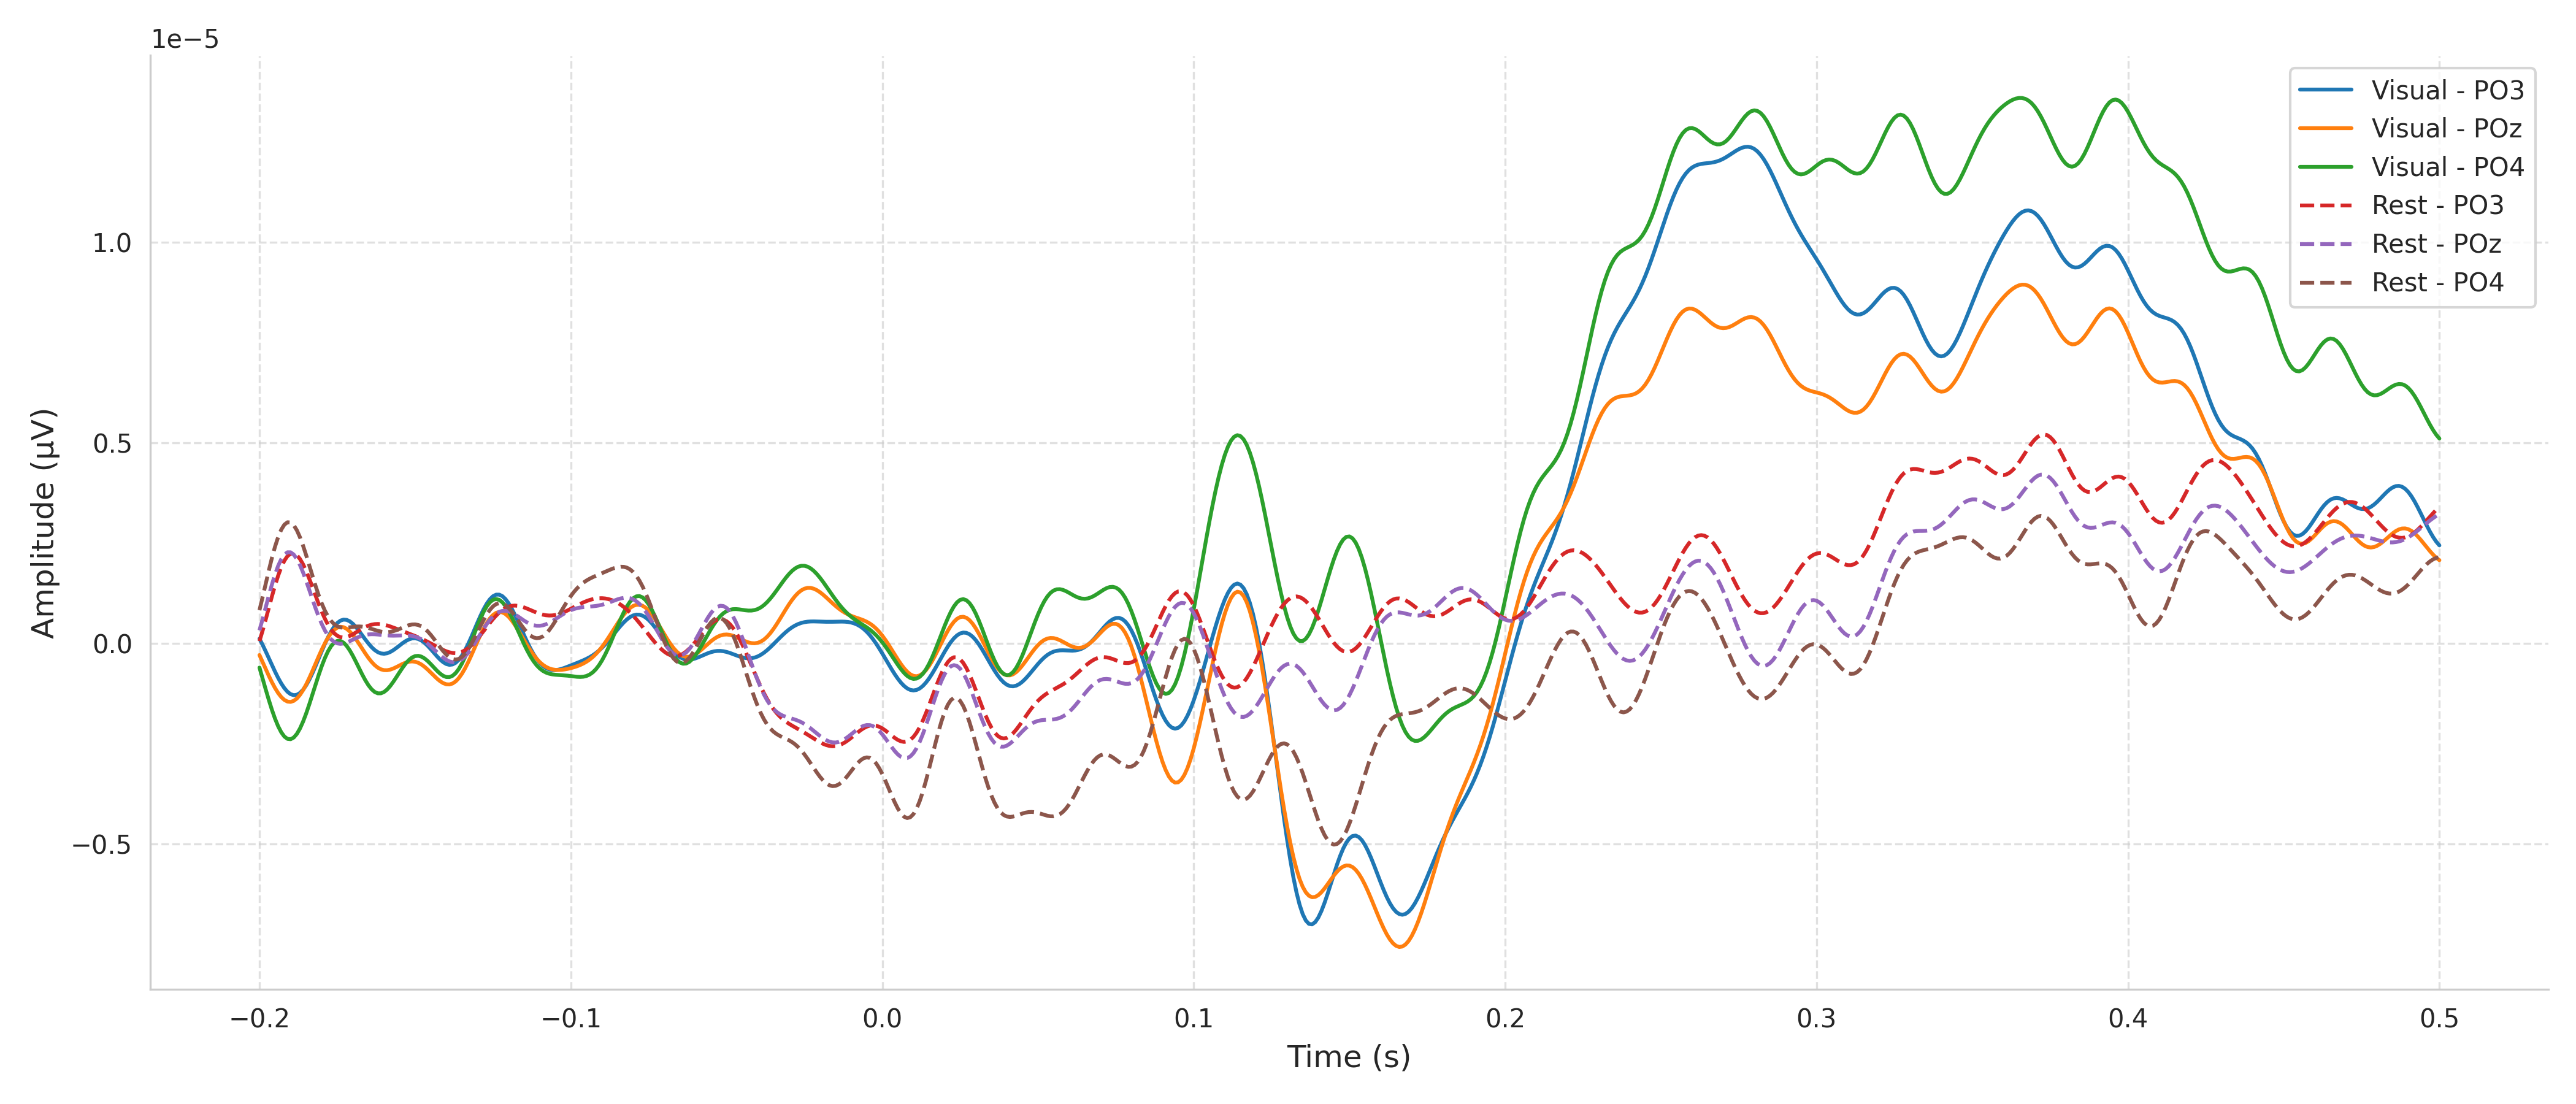 1e−5
Amplitude (µV)
1.0
0.5
0.0
−0.5
−0.2
−0.1
0.0
0.1
0.2
0.3
0.4
0.5
Time (s)
Visual - PO3
Visual - POz
Visual - PO4
Rest - PO3
Rest - POz
Rest - PO4